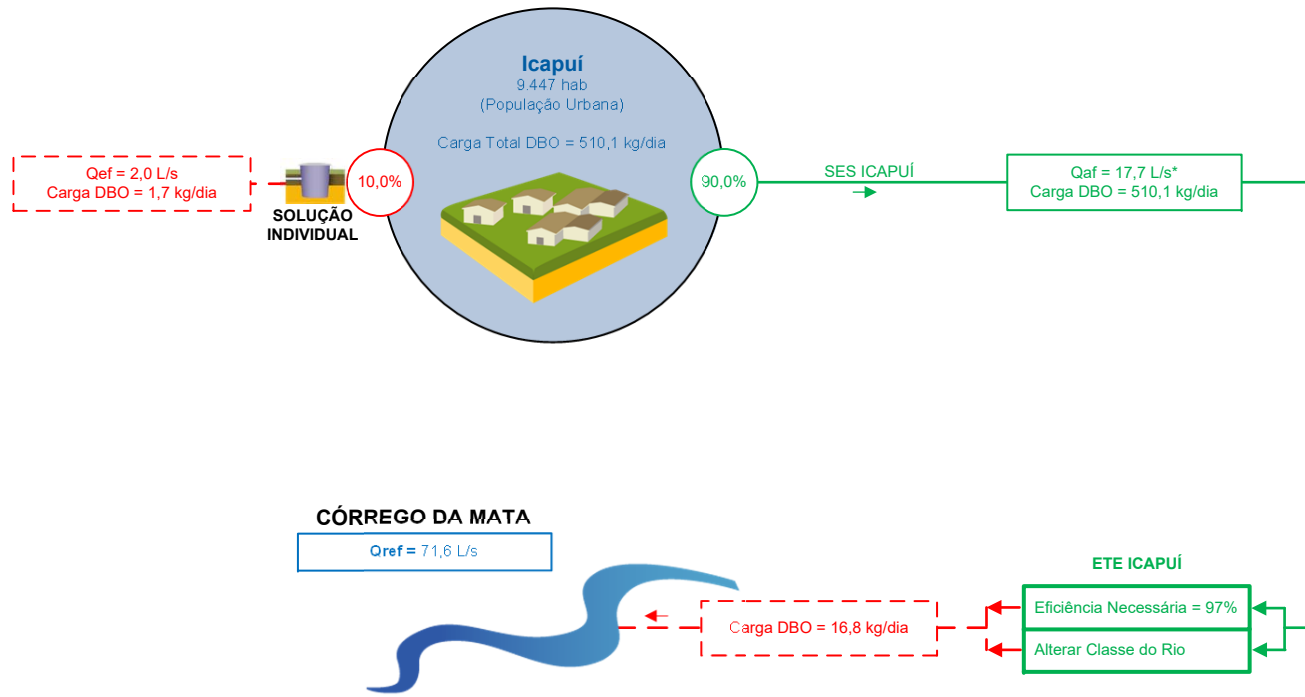 Icapuí
9.447 hab
(População Urbana)
Carga Total DBO = 510,1 kg/dia
Qef = 2,0 L/s
Carga DBO = 1,7 kg/dia
SOLUÇÃO
INDIVIDUAL
10,0%
90,0%
SES ICAPUÍ
Qaf = 17,7 L/s*
Carga DBO = 510,1 kg/dia
CÓRREGO DA MATA
Qref = 71,6 L/s
Carga DBO = 16,8 kg/dia
ETE ICAPUÍ
Eficiência Necessária = 97%
Alterar Classe do Rio